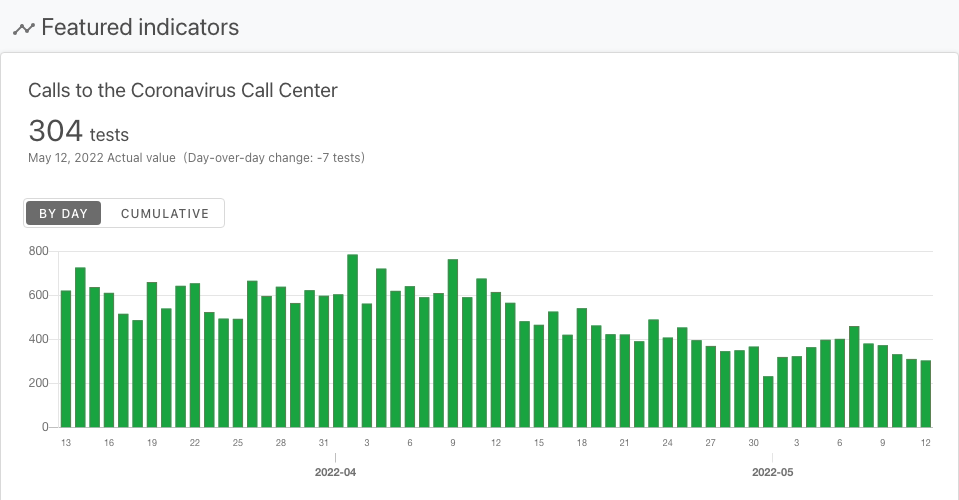 Featured indicators
Calls to the Coronavirus Call Center
304 tests
May 12, 2022 Actual value (Day-over-day change: -7 tests)
BY DAY CUMULATIVE
800
600
400
200
0
13 16 19 22 25 28 31 3 6 9 12 15 18 21 24 27 30 3 6 9 12
2022-04 2022-05